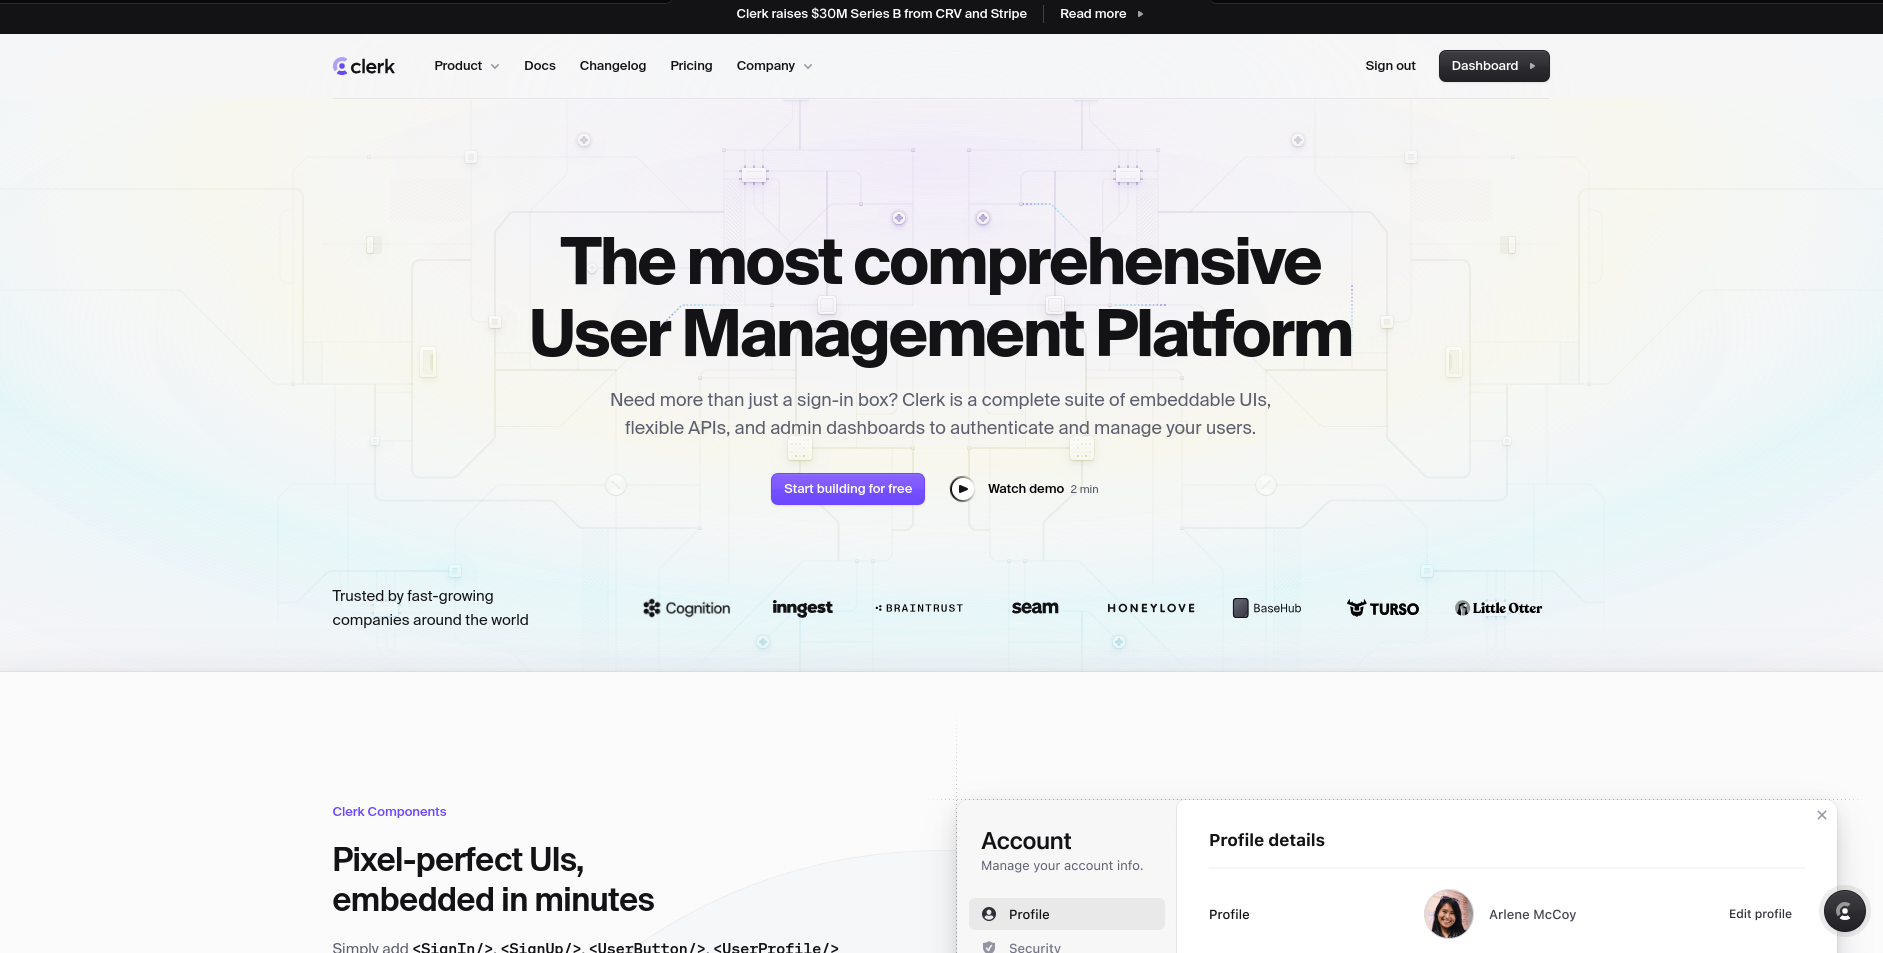 Clerk raises $30M Series B from CRV and Stripe
Read more
clerk
Product
Docs
Changelog
Pricing
Company
Sign out
Dashboard
The most comprehensive
User Management Platform
Need more than just a sign-in box? Clerk is a complete suite of embeddable UIs,
flexible APIs, and admin dashboards to authenticate and manage your users.
Start building for free
Watch demo 2 min
Trusted by fast-growing
companies around the world
Cognition
inngest
BRAINTRUST
seam
HONEYLOVE
BaseHub
TURSO
Little Otter
Clerk Components
Pixel-perfect UIs,
embedded in minutes
Simply add <SignIn/>, <SignUp/>, <UserButton/>, <UserProfile/>
Account
Manage your account info.
Profile
Security
Profile details
Profile
Arlene McCoy
Edit profile